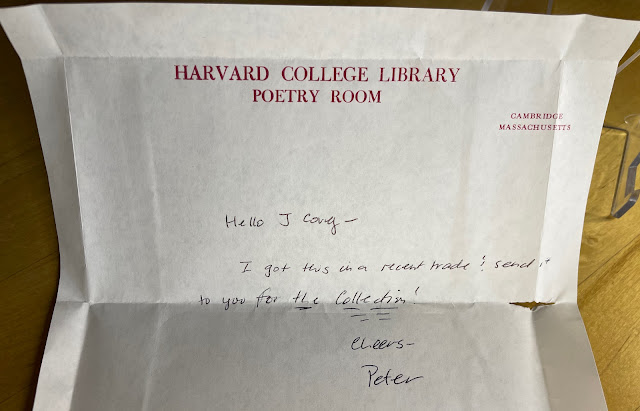 HARVARD COLLEGE LIBRARY
POETRY ROOM
CAMBRIDGE
MASSACHUSETTS
Hello J Cong –
I got this in a recent trade & send it
to you for the Collection!
Cheers–
Peter